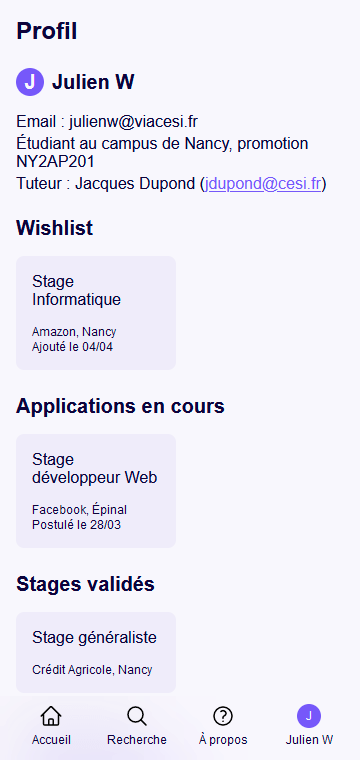 Profil
J Julien W
Email : julienw@viacesi.fr
Étudiant au campus de Nancy, promotion
NY2AP201
Tuteur : Jacques Dupond (jdupond@cesi.fr)
Wishlist
Stage
Informatique
Amazon, Nancy
Ajouté le 04/04
Applications en cours
Stage
développeur Web
Facebook, Épinal
Postulé le 28/03
Stages validés
Stage généraliste
Crédit Agricole, Nancy
J
Accueil Recherche À propos Julien W